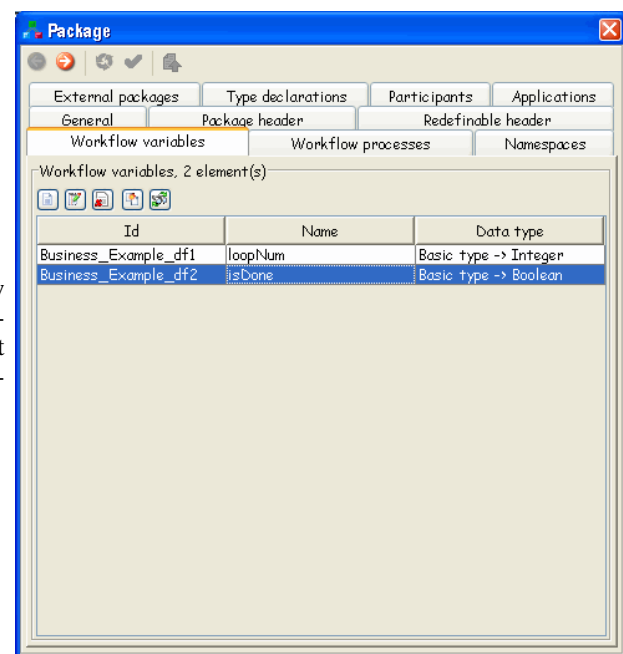 Package
External packages Type declarations Participants Applications
General Package header Redefinable header
Workflow variables Workflow processes Namespaces
Workflow variables, 2 element(s)
Id Name Data type
Business_Example_df1 loopNum Basic type -> Integer
Business_Example_df2 isDone Basic type -> Boolean
y
-
t
-